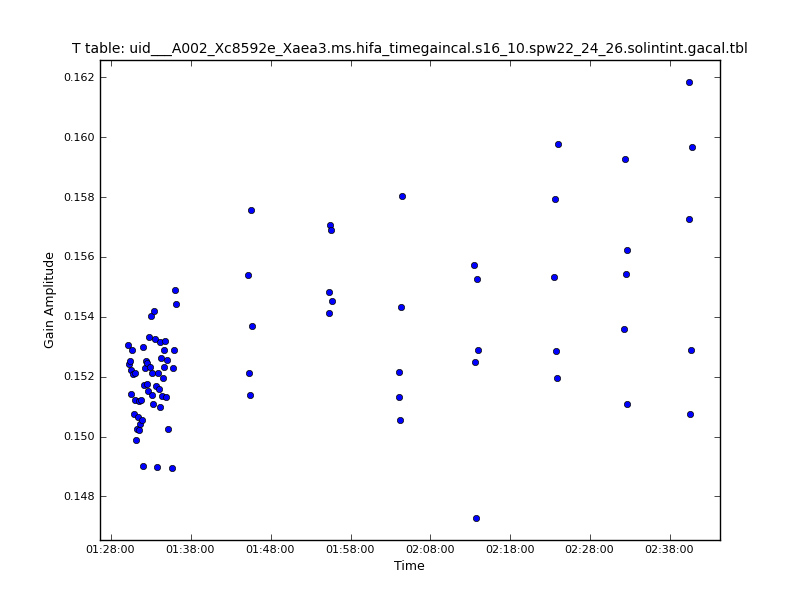 T table: uid___A002_Xc8592e_Xaea3.ms.hifa_timegaincal.s16_10.spw22_24_26.solintint.gacal.tbl
0.162
0.160
0.158
0.156
0.154
0.152
0.150
0.148
Gain Amplitude
01:28:00 01:38:00 01:48:00 01:58:00 02:08:00 02:18:00 02:28:00 02:38:00
Time